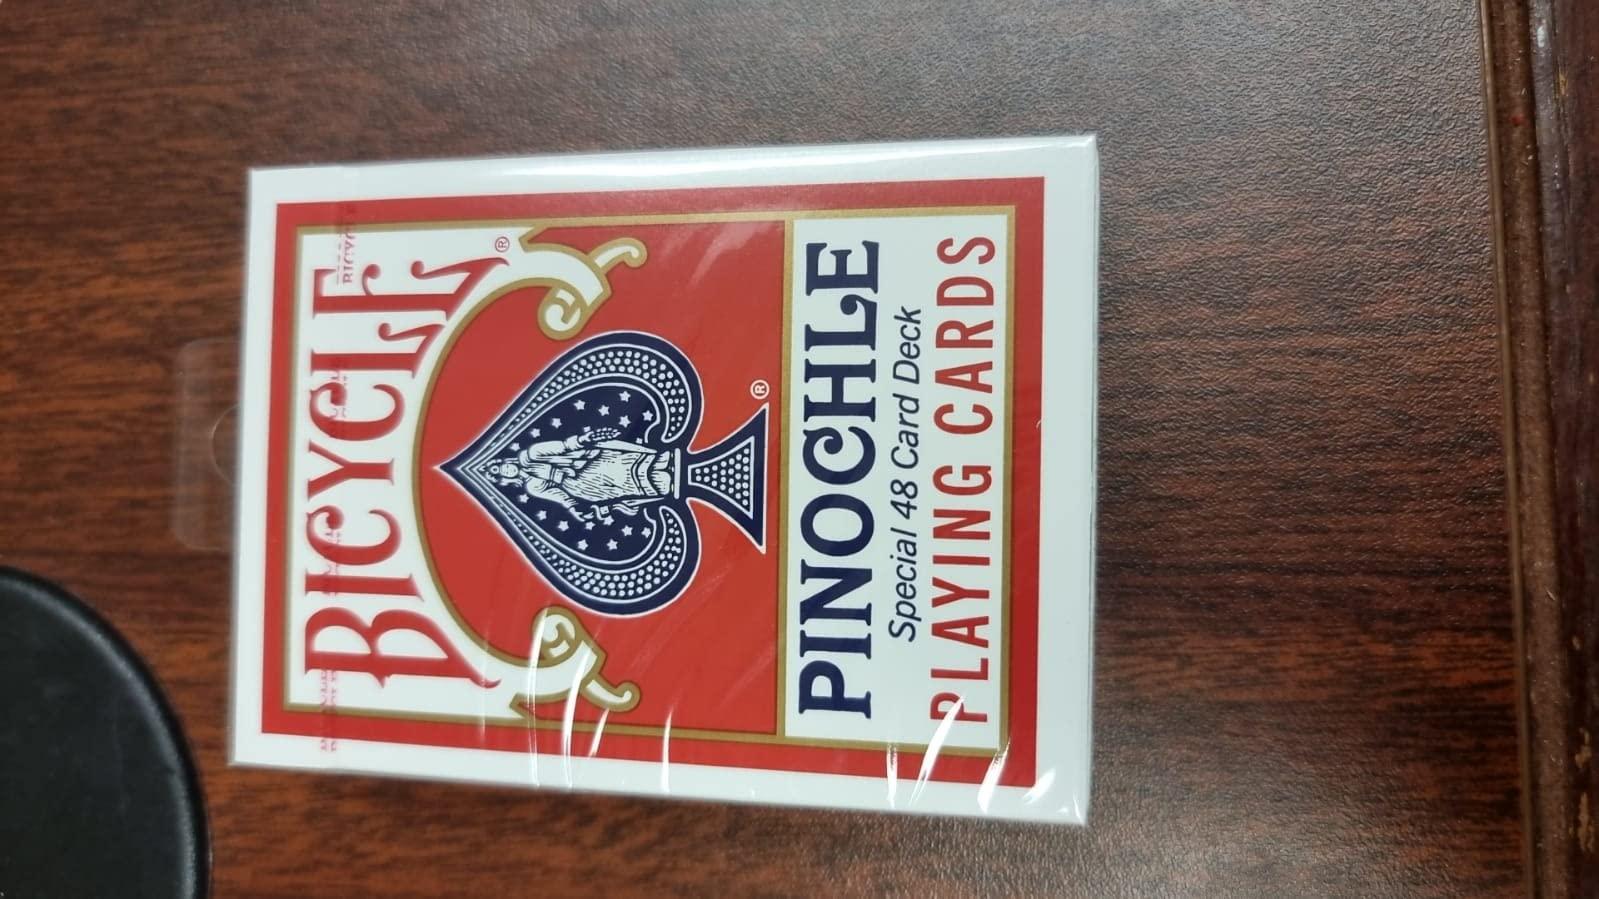 BICYCLE®
®
PINOCHLE
Special 48 Card Deck
PLAYING CARDS